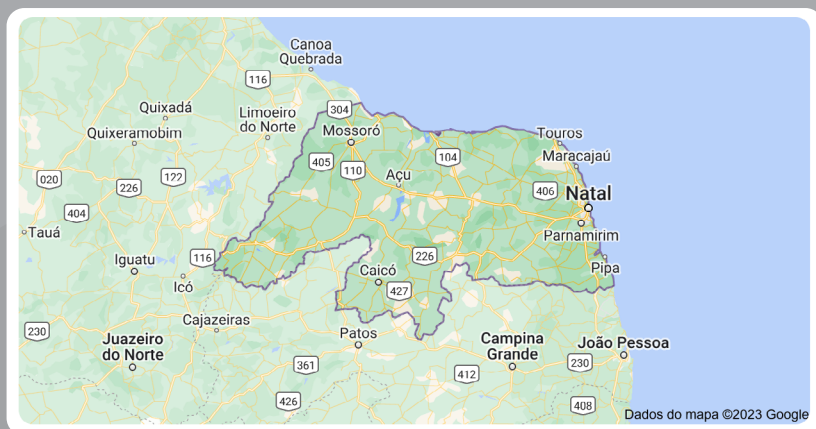 Canoa
Quebrada
116
304
Quixadá
Limoeiro
do Norte
Mossoró
Touros
Quixeramobim
Maracajaú
405
110
104
Açu
020
226
122
406
Natal
404
Tauá
Parnamirim
116
Iguatu
226
Pipa
Caicó
Icó
427
Cajazeiras
230
Patos
Juazeiro
do Norte
Campina
Grande
João Pessoa
361
230
412
426
408
Dados do mapa ©2023 Google